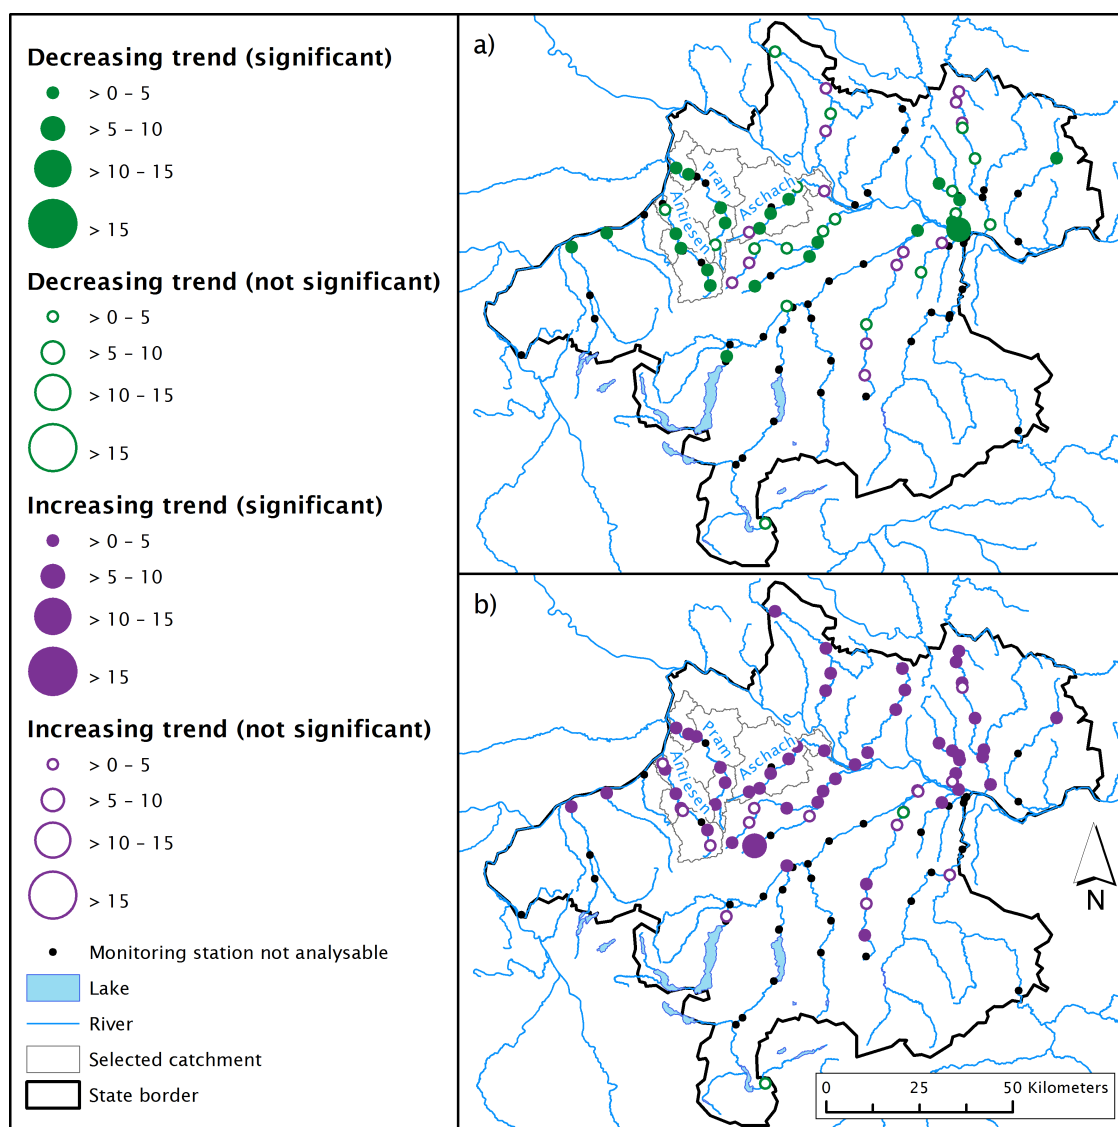 Decreasing trend (significant)
> 0 – 5
> 5 – 10
> 10 – 15
> 15
Decreasing trend (not significant)
> 0 – 5
> 5 – 10
> 10 – 15
> 15
Increasing trend (significant)
> 0 – 5
> 5 – 10
> 10 – 15
> 15
Increasing trend (not significant)
> 0 – 5
> 5 – 10
> 10 – 15
> 15
Monitoring station not analysable
Lake
River
Selected catchment
State border
a)
Pram
Aschach
Antiesen
b)
Pram
Aschach
Antiesen
N
0 25 50 Kilometers